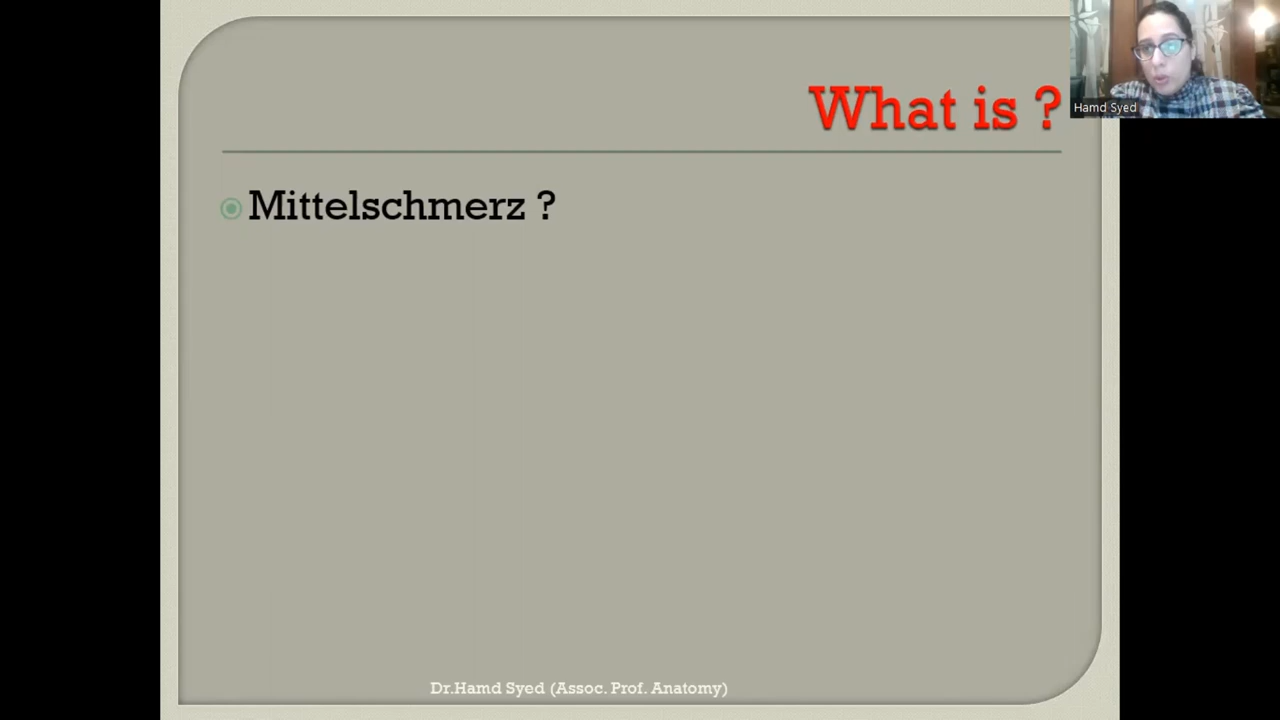 What is ?
Hamd Syed
Mittelschmerz ?
Dr.Hamd Syed (Assoc. Prof. Anatomy)